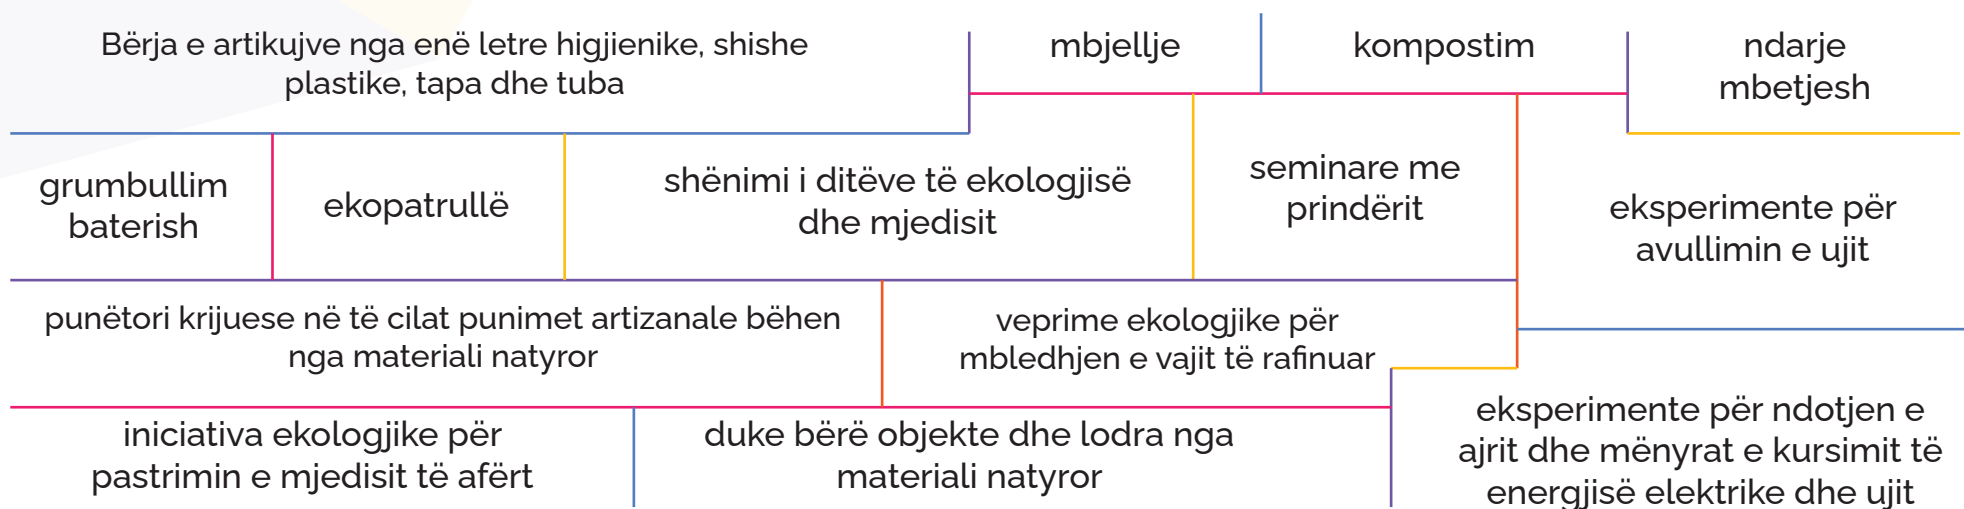 Bërja e artikujve nga enë letre higjienike, shishe
plastike, tapa dhe tuba
mbjellje
kompostim
ndarje
mbetjesh
grumbullim
baterish
ekopatrullë
shënimi i ditëve të ekologjisë
dhe mjedisit
seminare me
prindërit
eksperimente për
avullimin e ujit
punëtori krijuese në të cilat punimet artizanale bëhen
nga materiali natyror
veprime ekologjike për
mbledhjen e vajit të rafinuar
iniciativa ekologjike për
pastrimin e mjedisit të afërt
duke bërë objekte dhe lodra nga
materiali natyror
eksperimente për ndotjen e
ajrit dhe mënyrat e kursimit të
energjisë elektrike dhe ujit